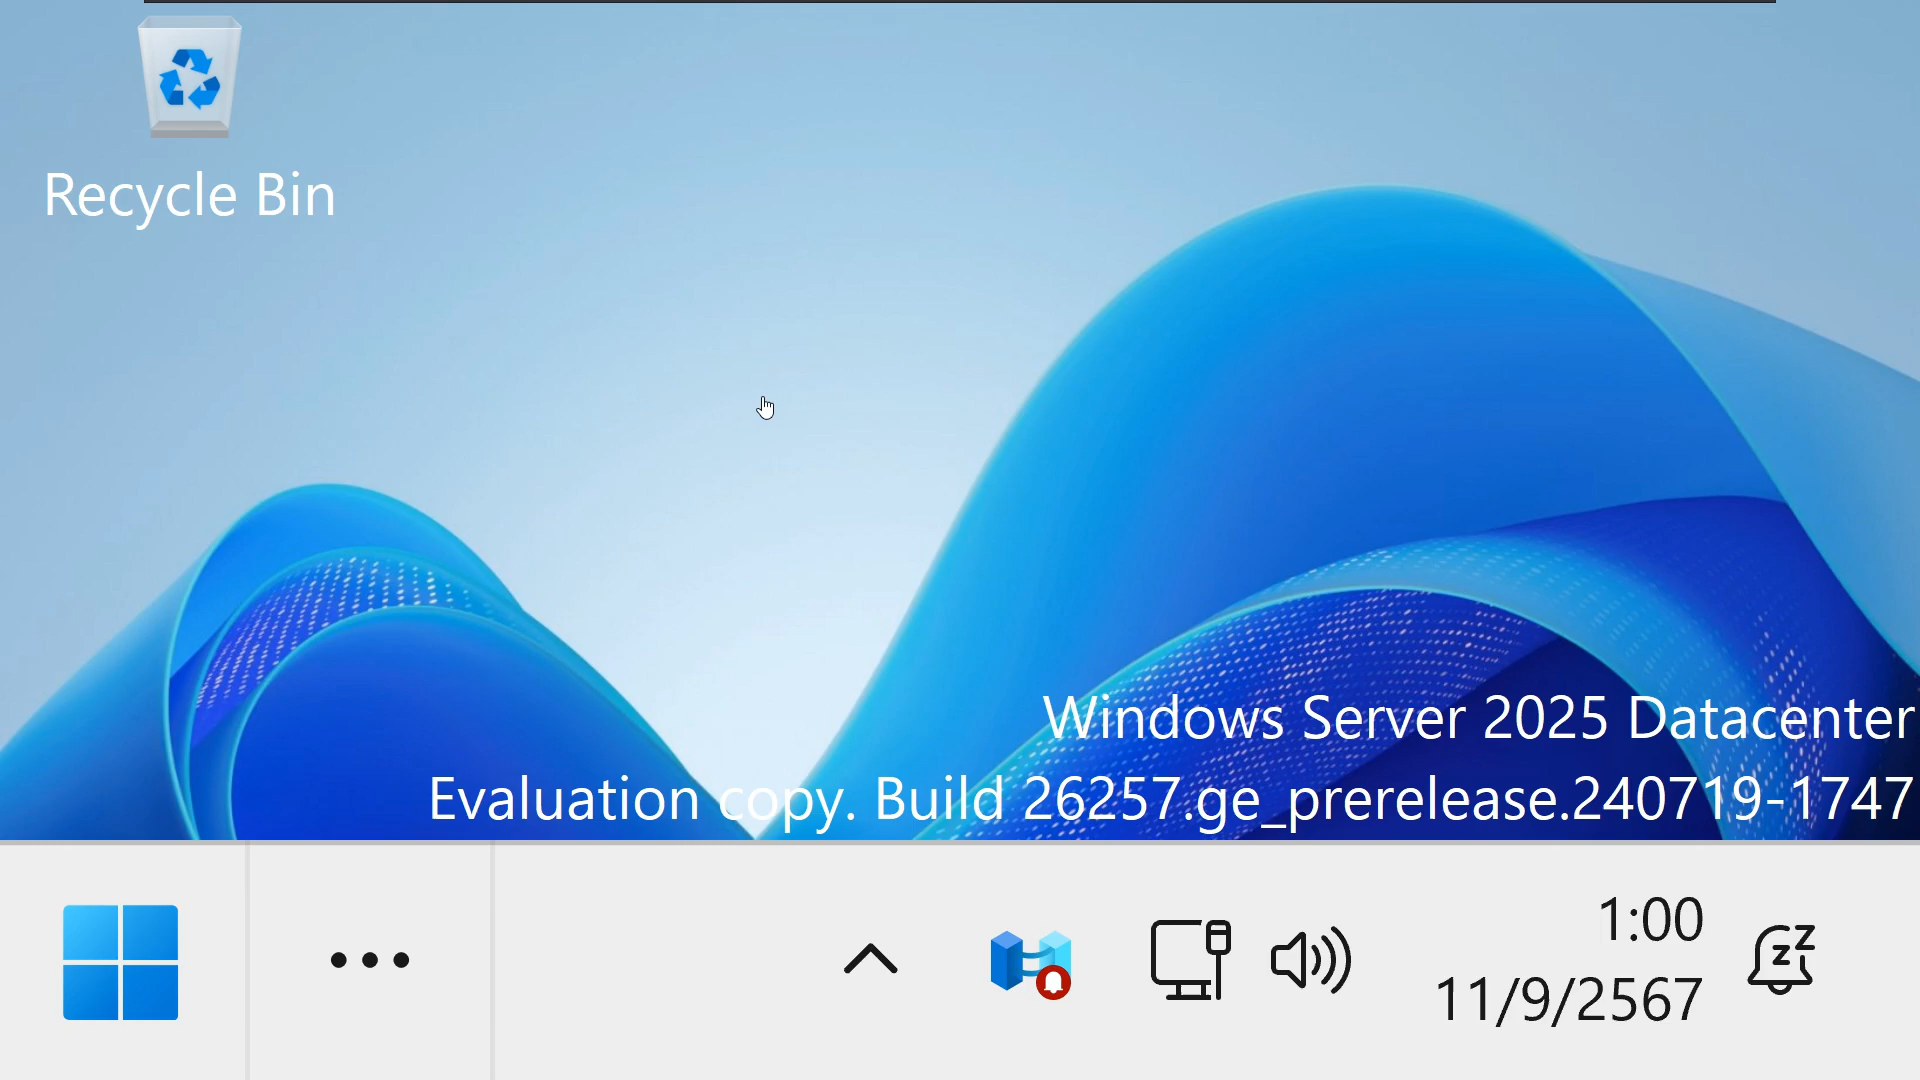 Recycle Bin
Windows Server 2025 Datacenter
Evaluation copy. Build 26257.ge_prerelease.240719-1747
1:00
11/9/2567